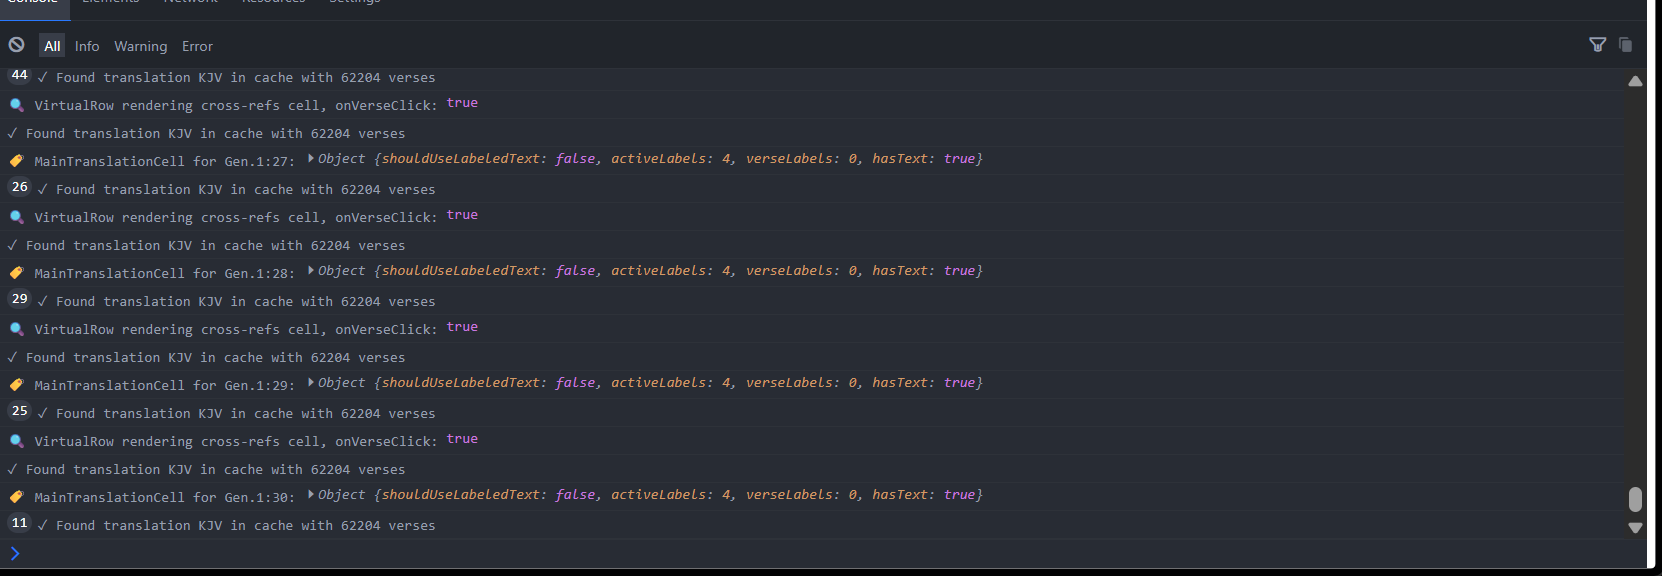 Console Elements Network Resources Settings
All Info Warning Error
44 ✓ Found translation KJV in cache with 62204 verses
🔍 VirtualRow rendering cross-refs cell, onVerseClick: true
✓ Found translation KJV in cache with 62204 verses
🏷️ MainTranslationCell for Gen.1:27: ▶ Object {shouldUseLabeledText: false, activeLabels: 4, verseLabels: 0, hasText: true}
26 ✓ Found translation KJV in cache with 62204 verses
🔍 VirtualRow rendering cross-refs cell, onVerseClick: true
✓ Found translation KJV in cache with 62204 verses
🏷️ MainTranslationCell for Gen.1:28: ▶ Object {shouldUseLabeledText: false, activeLabels: 4, verseLabels: 0, hasText: true}
29 ✓ Found translation KJV in cache with 62204 verses
🔍 VirtualRow rendering cross-refs cell, onVerseClick: true
✓ Found translation KJV in cache with 62204 verses
🏷️ MainTranslationCell for Gen.1:29: ▶ Object {shouldUseLabeledText: false, activeLabels: 4, verseLabels: 0, hasText: true}
25 ✓ Found translation KJV in cache with 62204 verses
🔍 VirtualRow rendering cross-refs cell, onVerseClick: true
✓ Found translation KJV in cache with 62204 verses
🏷️ MainTranslationCell for Gen.1:30: ▶ Object {shouldUseLabeledText: false, activeLabels: 4, verseLabels: 0, hasText: true}
11 ✓ Found translation KJV in cache with 62204 verses